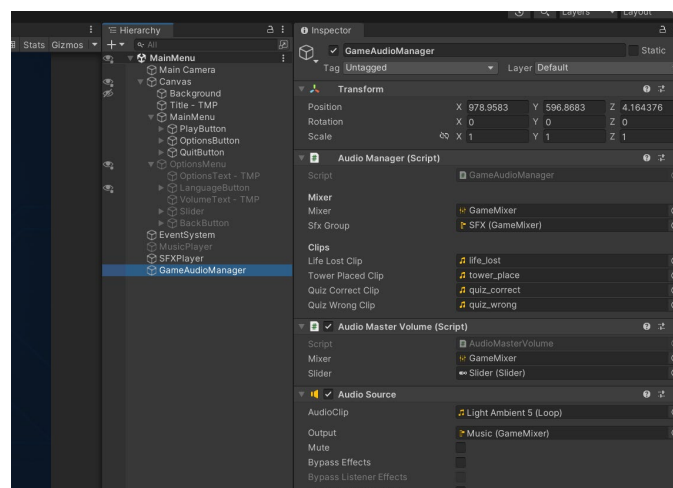 Layers
Layout
Stats Gizmos
Hierarchy
All
MainMenu
Main Camera
Canvas
Background
Title - TMP
MainMenu
PlayButton
OptionsButton
QuitButton
OptionsMenu
OptionsText - TMP
LanguageButton
VolumeText - TMP
Slider
BackButton
EventSystem
MusicPlayer
SFXPlayer
GameAudioManager
Inspector
GameAudioManager
Static
Tag Untagged
Layer Default
Transform
Position X 978.9583 Y 596.8683 Z 4.164376
Rotation X 0 Y 0 Z 0
Scale X 1 Y 1 Z 1
# Audio Manager (Script)
Script # GameAudioManager
Mixer
Mixer GameMixer
Sfx Group SFX (GameMixer)
Clips
Life Lost Clip life_lost
Tower Placed Clip tower_place
Quiz Correct Clip quiz_correct
Quiz Wrong Clip quiz_wrong
# Audio Master Volume (Script)
Script # AudioMasterVolume
Mixer GameMixer
Slider Slider (Slider)
Audio Source
AudioClip Light Ambient 5 (Loop)
Output Music (GameMixer)
Mute
Bypass Effects
Bypass Listener Effects